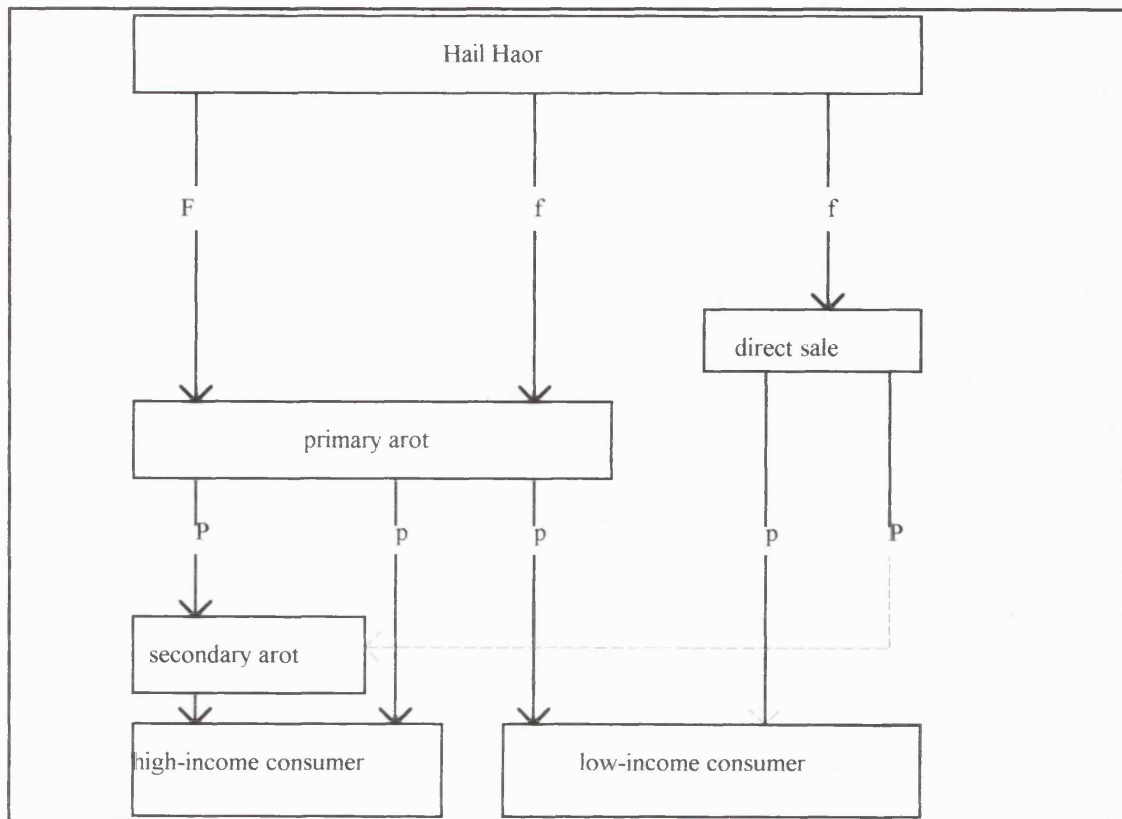 Hail Haor
F f f
direct sale
primary arot
P p p p P
secondary arot
high-income consumer low-income consumer